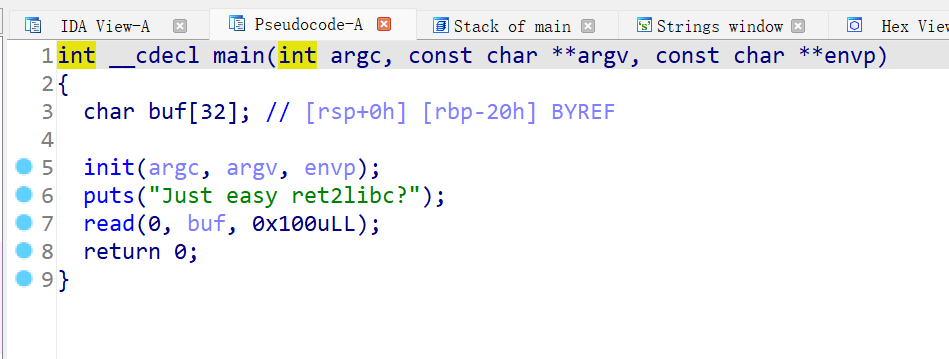 IDA View-A Pseudocode-A Stack of main Strings window Hex View
1 int __cdecl main(int argc, const char **argv, const char **envp)
2 {
3 char buf[32]; // [rsp+0h] [rbp-20h] BYREF
4
5 init(argc, argv, envp);
6 puts("Just easy ret2libc?");
7 read(0, buf, 0x100uLL);
8 return 0;
9 }